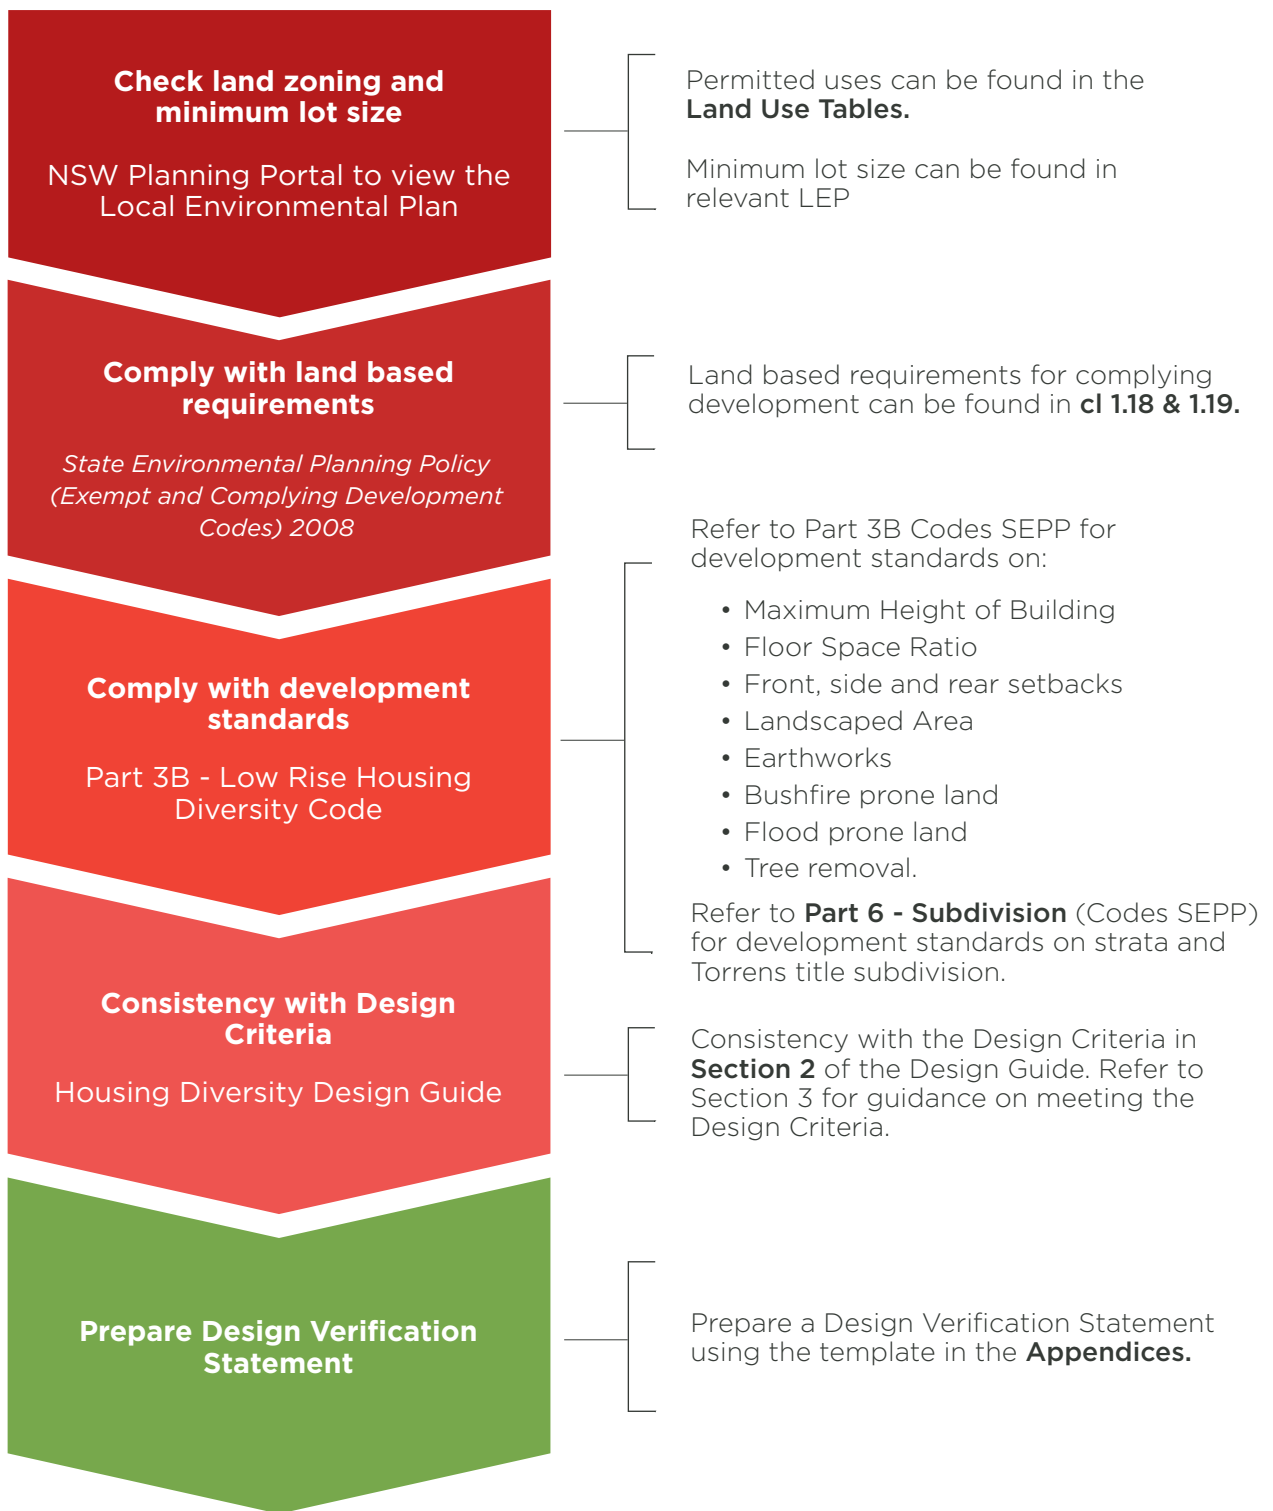 Check land zoning and
minimum lot size
NSW Planning Portal to view the
Local Environmental Plan
Permitted uses can be found in the
Land Use Tables.
Minimum lot size can be found in
relevant LEP
Comply with land based
requirements
State Environmental Planning Policy
(Exempt and Complying Development
Codes) 2008
Land based requirements for complying
development can be found in cl 1.18 & 1.19.
Comply with development
standards
Part 3B - Low Rise Housing
Diversity Code
Refer to Part 3B Codes SEPP for
development standards on:
• Maximum Height of Building
• Floor Space Ratio
• Front, side and rear setbacks
• Landscaped Area
• Earthworks
• Bushfire prone land
• Flood prone land
• Tree removal.
Refer to Part 6 - Subdivision (Codes SEPP)
for development standards on strata and
Torrens title subdivision.
Consistency with Design
Criteria
Housing Diversity Design Guide
Consistency with the Design Criteria in
Section 2 of the Design Guide. Refer to
Section 3 for guidance on meeting the
Design Criteria.
Prepare Design Verification
Statement
Prepare a Design Verification Statement
using the template in the Appendices.